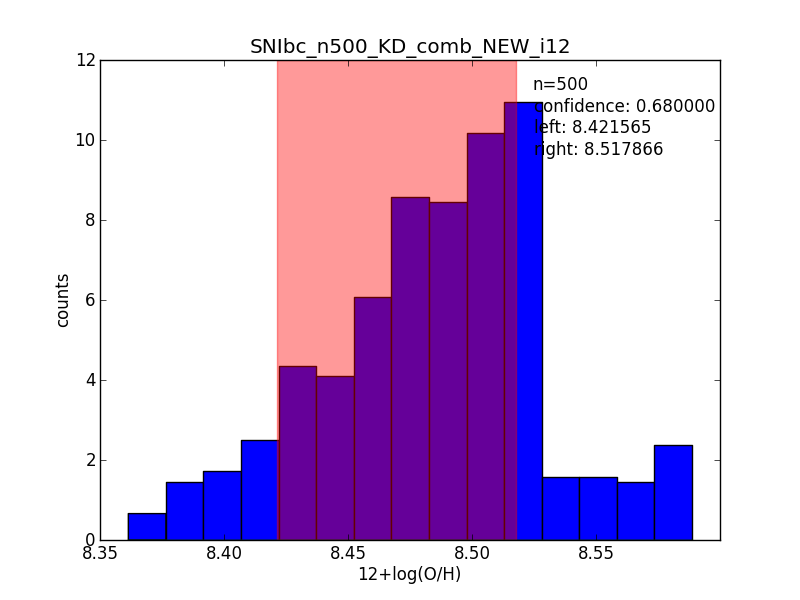 SNIbc_n500_KD_comb_NEW_i12
n=500
confidence: 0.680000
left: 8.421565
right: 8.517866
12
10
8
6
4
2
0
counts
8.35 8.40 8.45 8.50 8.55
12+log(O/H)